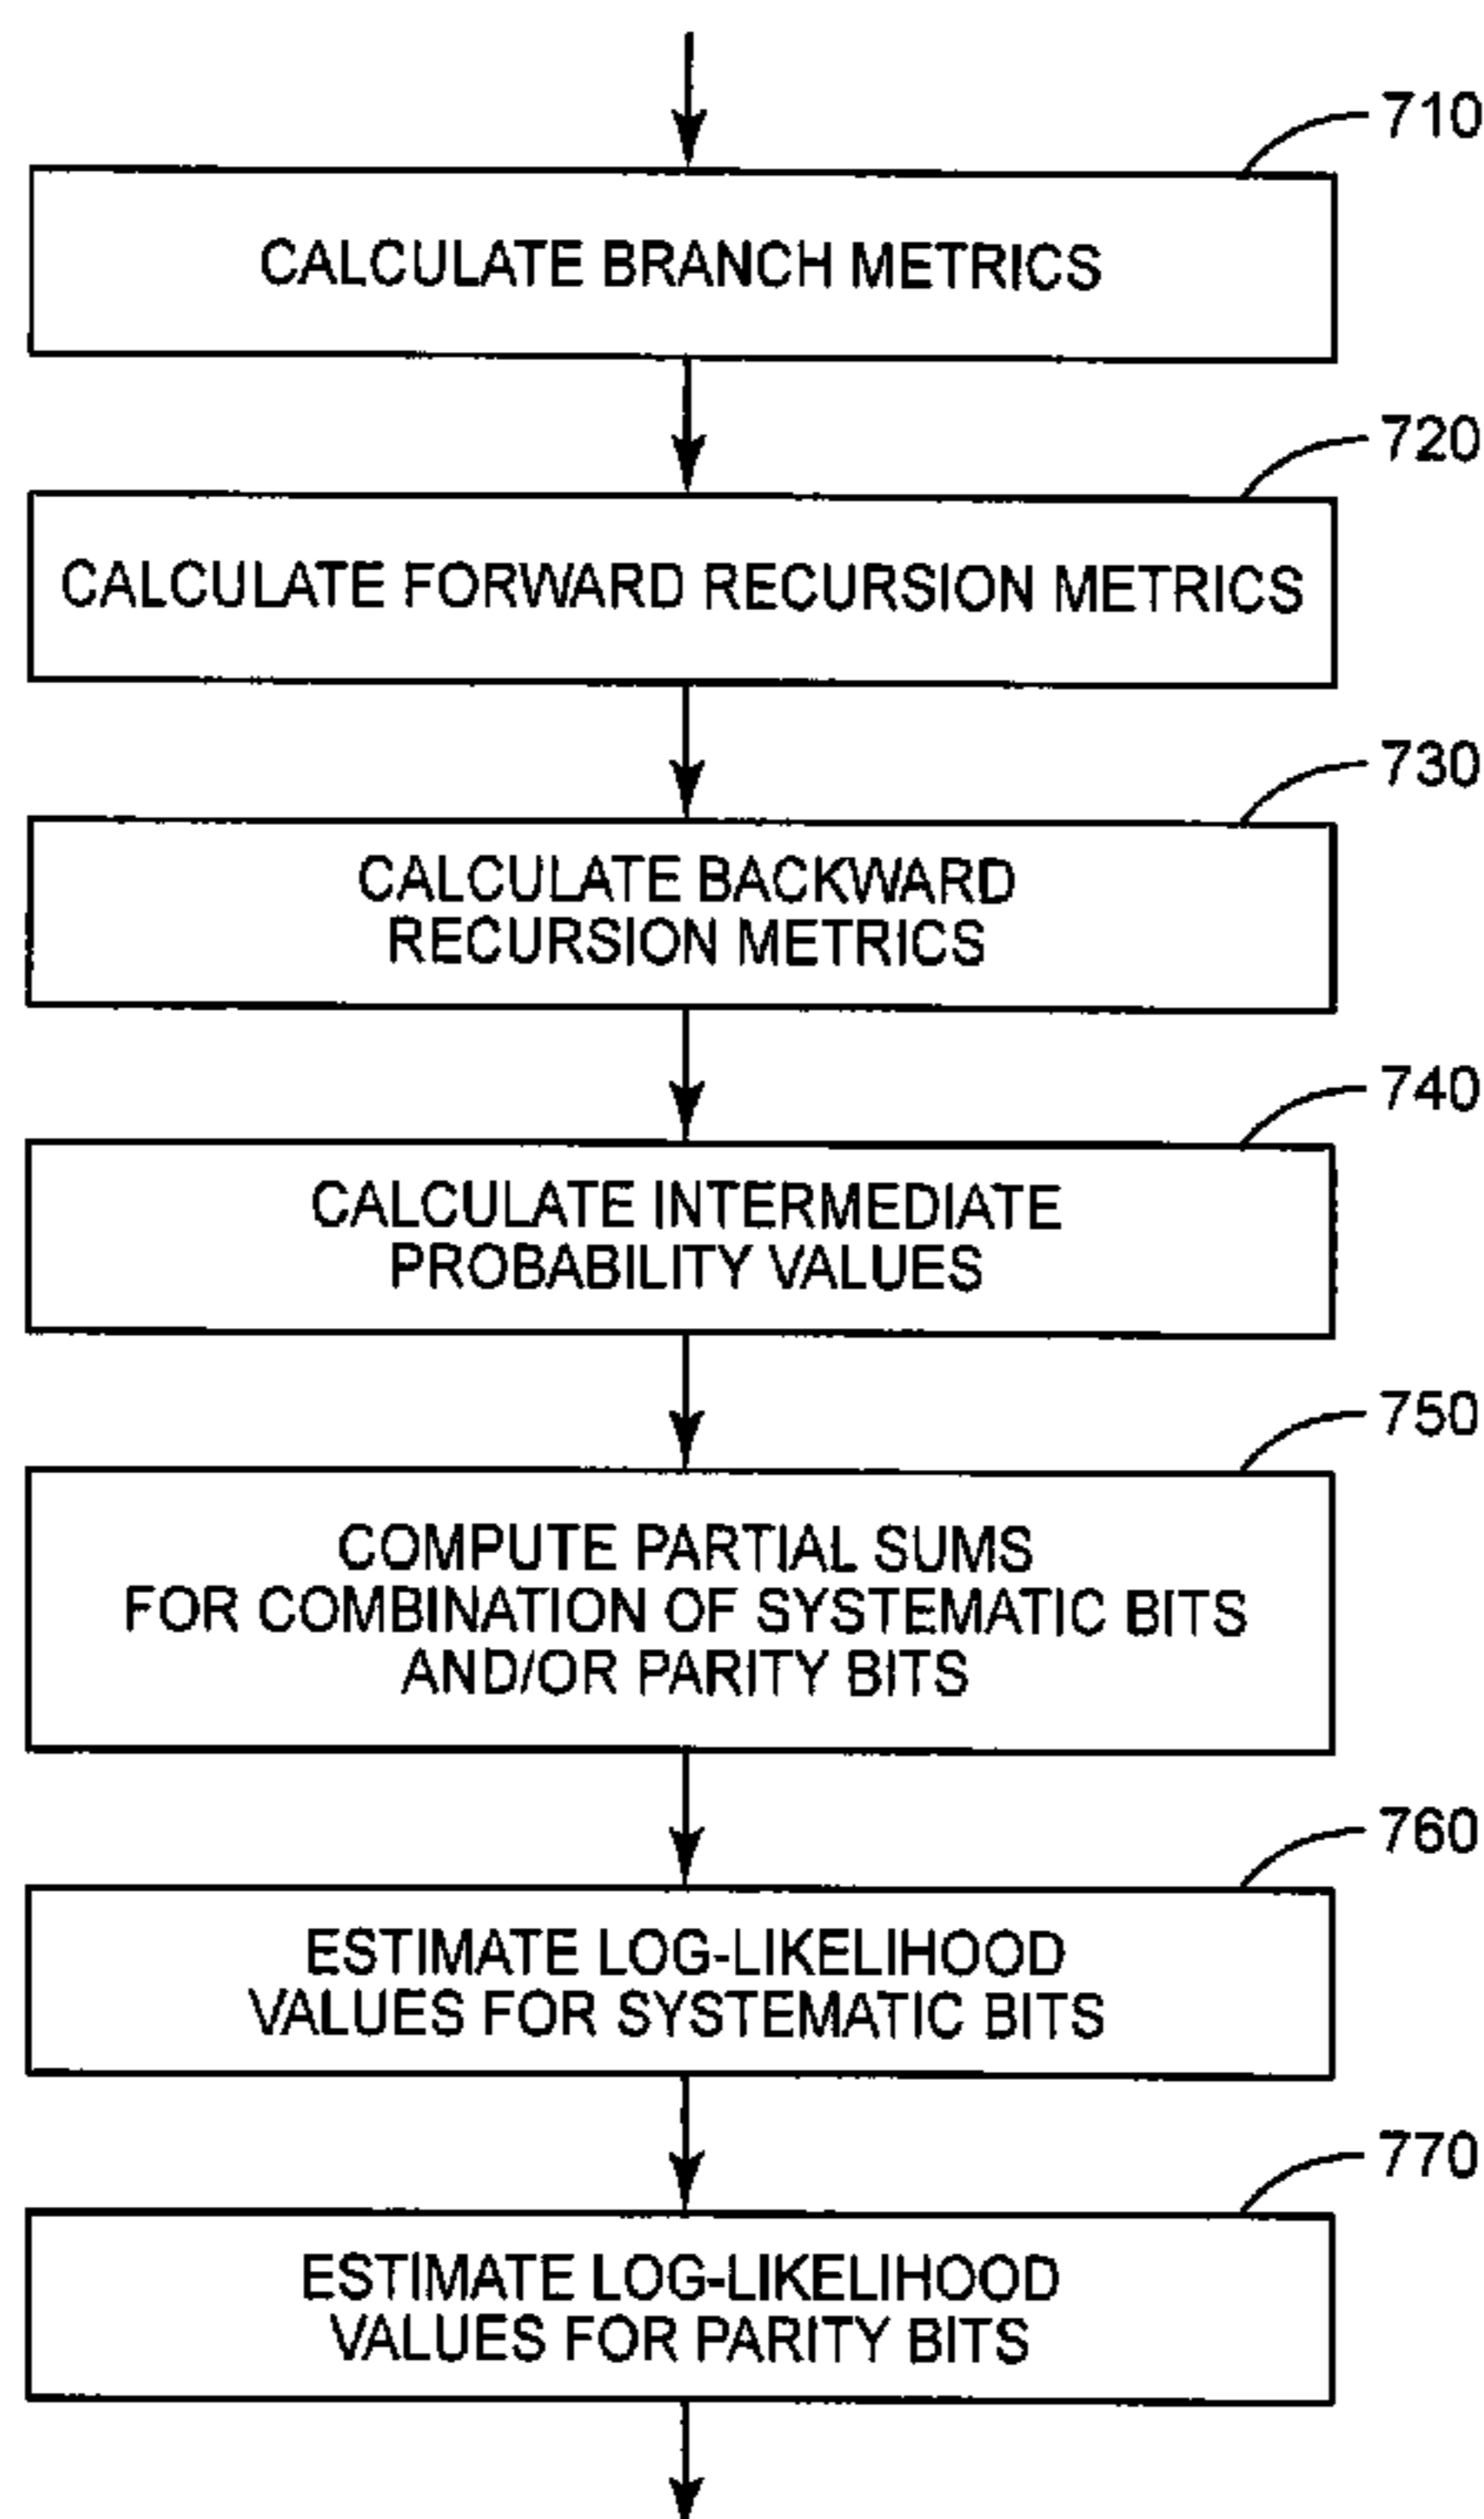 710
CALCULATE BRANCH METRICS
720
CALCULATE FORWARD RECURSION METRICS
730
CALCULATE BACKWARD
RECURSION METRICS
740
CALCULATE INTERMEDIATE
PROBABILITY VALUES
750
COMPUTE PARTIAL SUMS
FOR COMBINATION OF SYSTEMATIC BITS
AND/OR PARITY BITS
760
ESTIMATE LOG-LIKELIHOOD
VALUES FOR SYSTEMATIC BITS
770
ESTIMATE LOG-LIKELIHOOD
VALUES FOR PARITY BITS